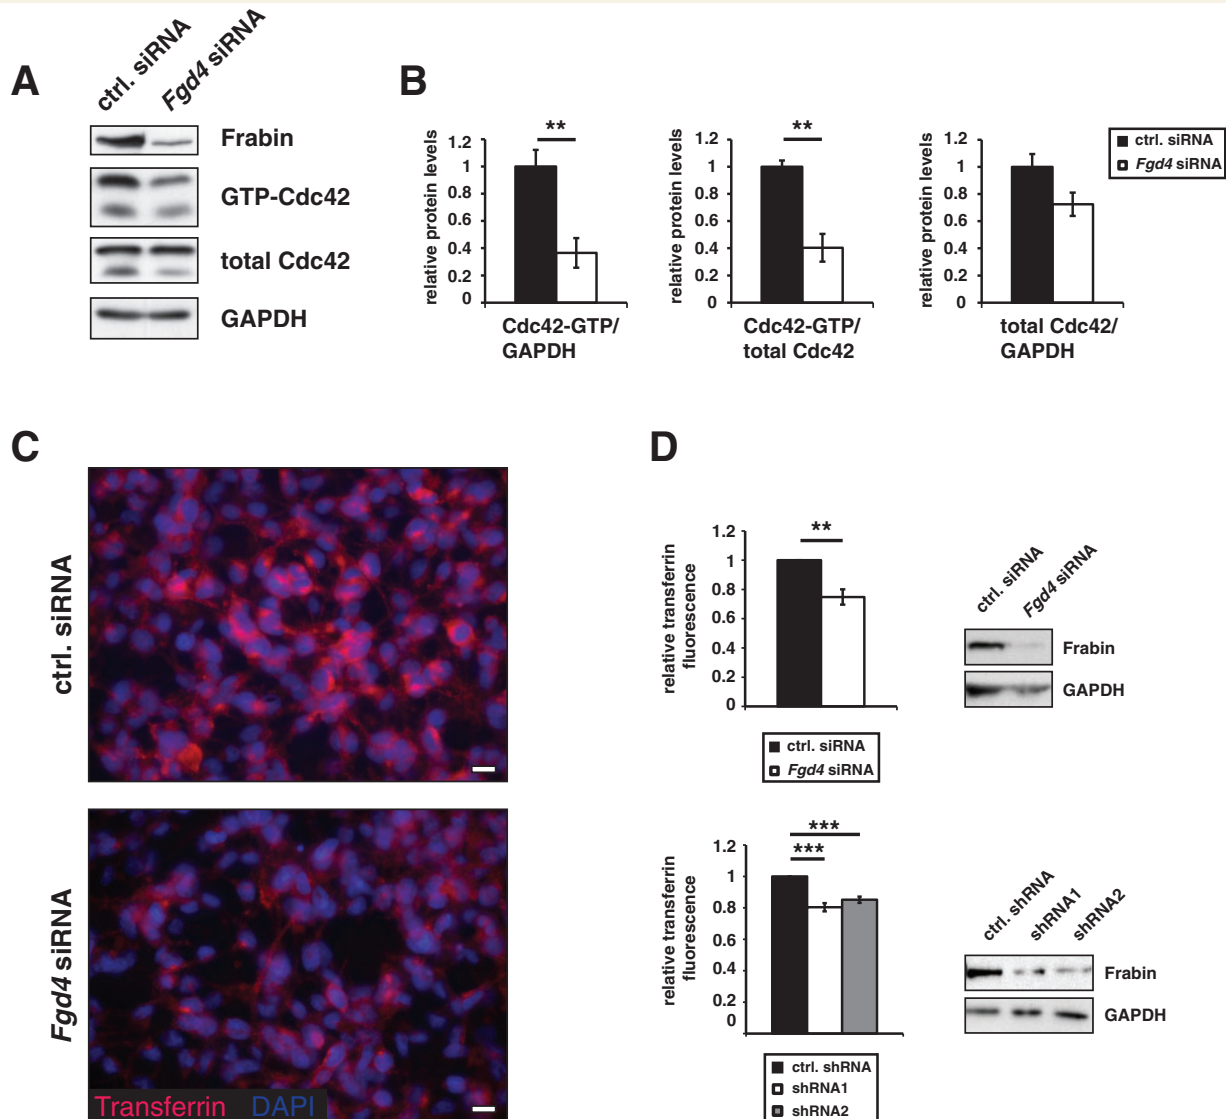 A
ctrl. siRNA
Fgd4 siRNA
Frabin
GTP-Cdc42
total Cdc42
GAPDH
B
relative protein levels
1.2
1
0.8
0.6
0.4
0.2
0
**
Cdc42-GTP/
GAPDH
relative protein levels
1.2
1
0.8
0.6
0.4
0.2
0
**
Cdc42-GTP/
total Cdc42
relative protein levels
1.2
1
0.8
0.6
0.4
0.2
0
total Cdc42/
GAPDH
ctrl. siRNA
Fgd4 siRNA
C
ctrl. siRNA
Fgd4 siRNA
Transferrin DAPI
D
relative transferrin
fluorescence
1.2
1
0.8
0.6
0.4
0.2
0
**
ctrl. siRNA
Fgd4 siRNA
ctrl. siRNA
Fgd4 siRNA
Frabin
GAPDH
relative transferrin
fluorescence
1.2
1
0.8
0.6
0.4
0.2
0
***
***
ctrl. shRNA
shRNA1
shRNA2
ctrl. shRNA
shRNA1
shRNA2
Frabin
GAPDH